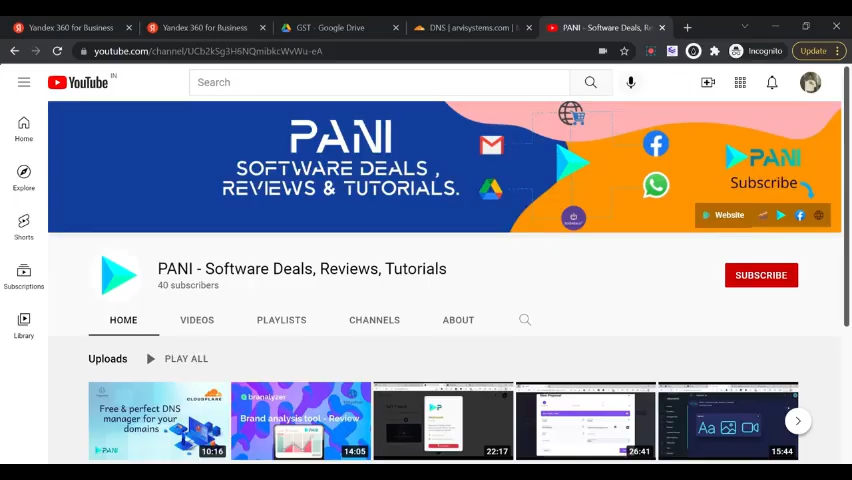 Yandex 360 for Business
Yandex 360 for Business
GST - Google Drive
DNS | arvisystems.com |
PANI - Software Deals, Re
youtube.com/channel/UCb2kSg3H6NQmibkcWvWu-eA
Incognito
Update
YouTube IN
Search
PANI
SOFTWARE DEALS ,
REVIEWS & TUTORIALS.
PANI
Subscribe
Website
Home
Explore
Shorts
Subscriptions
Library
PANI - Software Deals, Reviews, Tutorials
40 subscribers
SUBSCRIBE
HOME
VIDEOS
PLAYLISTS
CHANNELS
ABOUT
Uploads
PLAY ALL
CLOUDFLARE
Free & perfect DNS
manager for your
domains
PANI
10:16
branalyzer
Brand analysis tool - Review
14:05
22:17
New Proposal
26:41
Aa
15:44